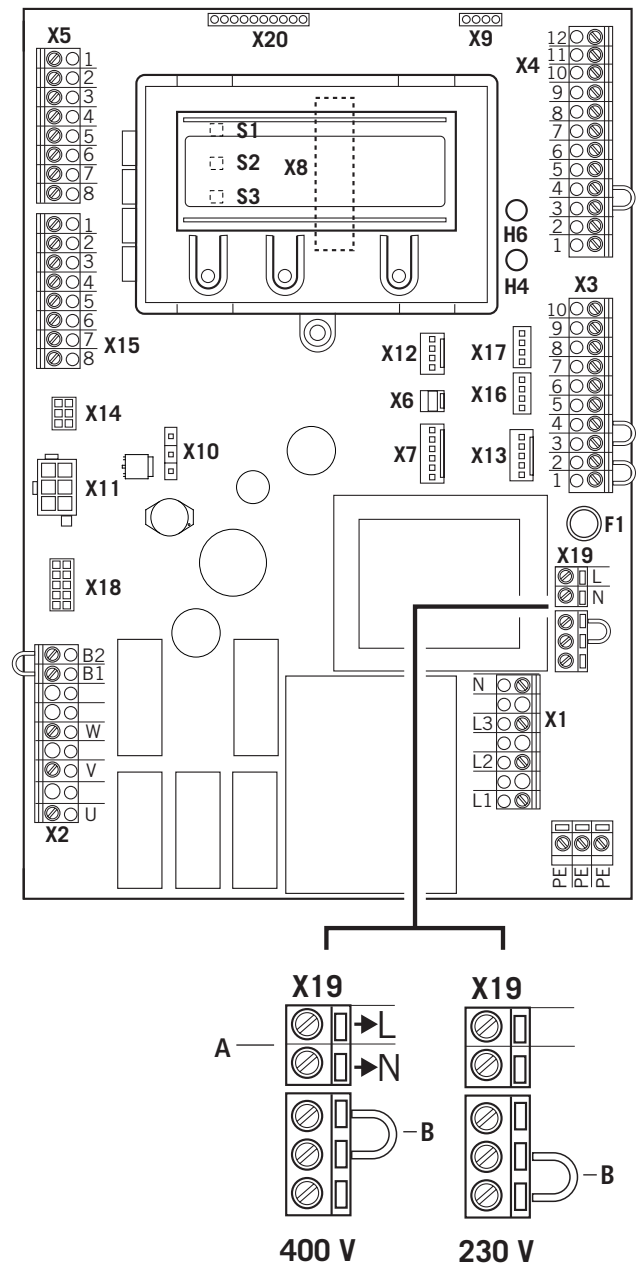 X5
X20
X9
X4
1
2
3
4
5
6
7
8
12
11
10
9
8
7
6
5
4
3
2
1
S1
S2
S3
X8
H6
H4
1
2
3
4
5
6
7
8
X15
X3
10
9
8
7
6
5
4
3
2
1
X12
X17
X6
X16
X7
X13
X14
X10
X11
F1
X19
L
N
X18
B2
B1
W
V
U
X2
N
L3
L2
L1
X1
PE
PE
PE
X19
X19
A
L
N
B
B
400 V
230 V